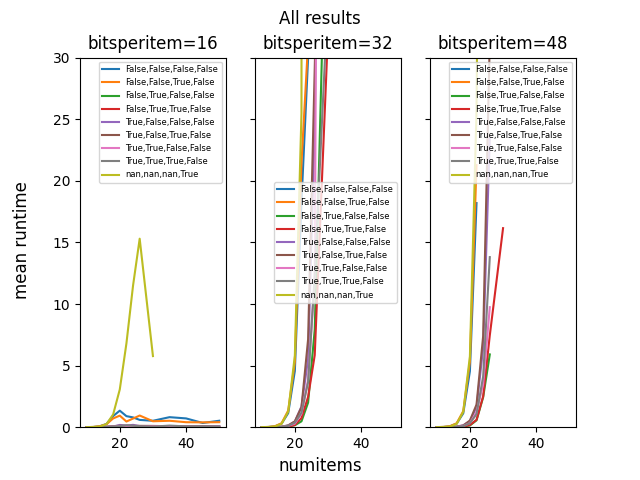 All results
bitsperitem=16
bitsperitem=32
bitsperitem=48
mean runtime
30
25
20
15
10
5
0
False,False,False,False
False,False,True,False
False,True,False,False
False,True,True,False
True,False,False,False
True,False,True,False
True,True,False,False
True,True,True,False
nan,nan,nan,True
20 40
False,False,False,False
False,False,True,False
False,True,False,False
False,True,True,False
True,False,False,False
True,False,True,False
True,True,False,False
True,True,True,False
nan,nan,nan,True
20 40
False,False,False,False
False,False,True,False
False,True,False,False
False,True,True,False
True,False,False,False
True,False,True,False
True,True,False,False
True,True,True,False
nan,nan,nan,True
20 40
numitems